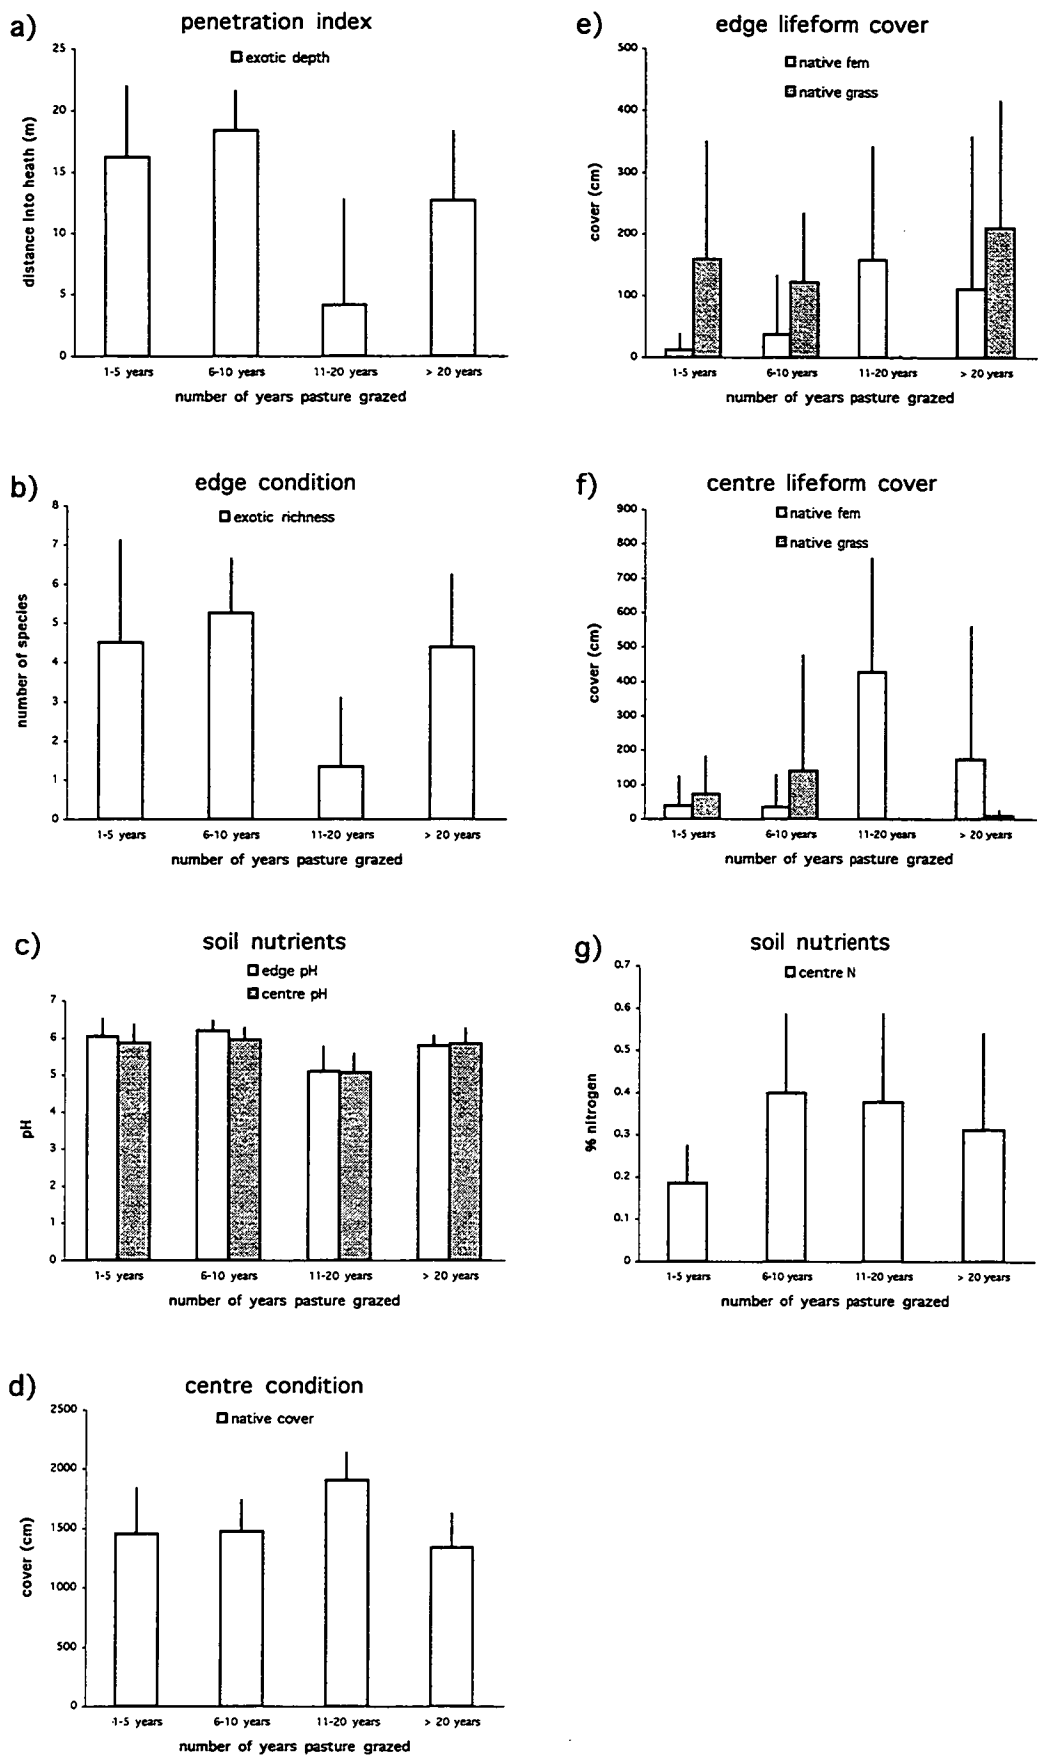 a)
penetration index
exotic depth
distance into heath (m)
25
20
15
10
5
0
1-5 years 6-10 years 11-20 years > 20 years
number of years pasture grazed
b)
edge condition
exotic richness
number of species
8
7
6
5
4
3
2
1
0
1-5 years 6-10 years 11-20 years > 20 years
number of years pasture grazed
c)
soil nutrients
edge pH
centre pH
pH
7
6
5
4
3
2
1
0
1-5 years 6-10 years 11-20 years > 20 years
number of years pasture grazed
d)
centre condition
native cover
cover (cm)
2500
2000
1500
1000
500
0
1-5 years 6-10 years 11-20 years > 20 years
number of years pasture grazed
e)
edge lifeform cover
native fern
native grass
cover (cm)
500
400
300
200
100
0
1-5 years 6-10 years 11-20 years > 20 years
number of years pasture grazed
f)
centre lifeform cover
native fern
native grass
cover (cm)
900
800
700
600
500
400
300
200
100
0
1-5 years 6-10 years 11-20 years > 20 years
number of years pasture grazed
g)
soil nutrients
centre N
% nitrogen
0.7
0.6
0.5
0.4
0.3
0.2
0.1
0
1-5 years 6-10 years 11-20 years > 20 years
number of years pasture grazed